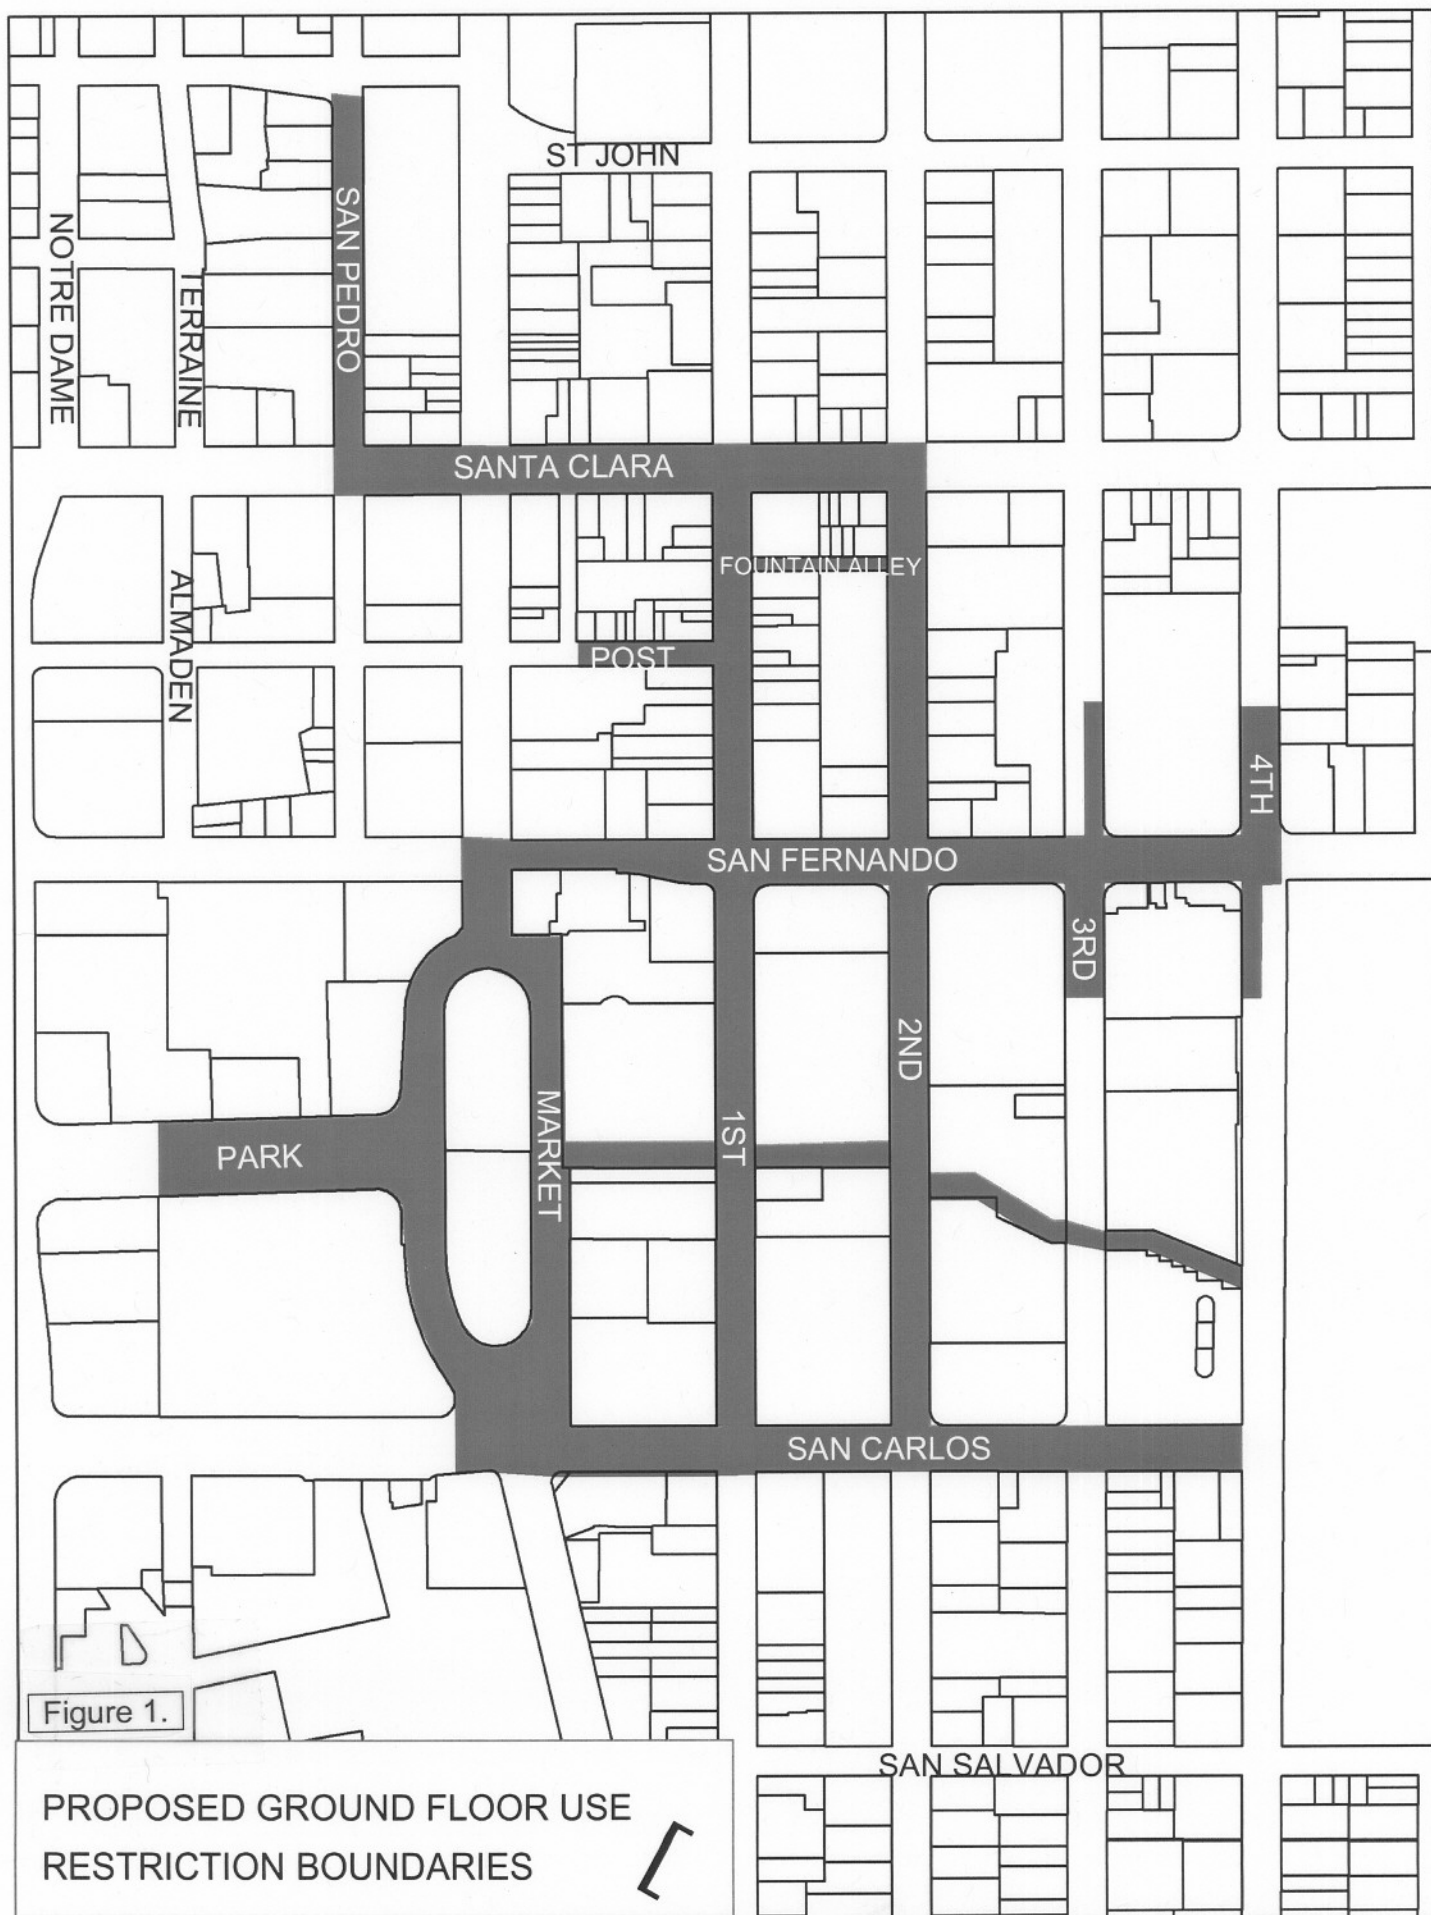 ST JOHN
SAN PEDRO
NOTRE DAME
TERRAINE
SANTA CLARA
FOUNTAIN ALLEY
ALMADEN
POST
4TH
SAN FERNANDO
3RD
2ND
MARKET
1ST
PARK
SAN CARLOS
Figure 1.
SAN SALVADOR
PROPOSED GROUND FLOOR USE
RESTRICTION BOUNDARIES